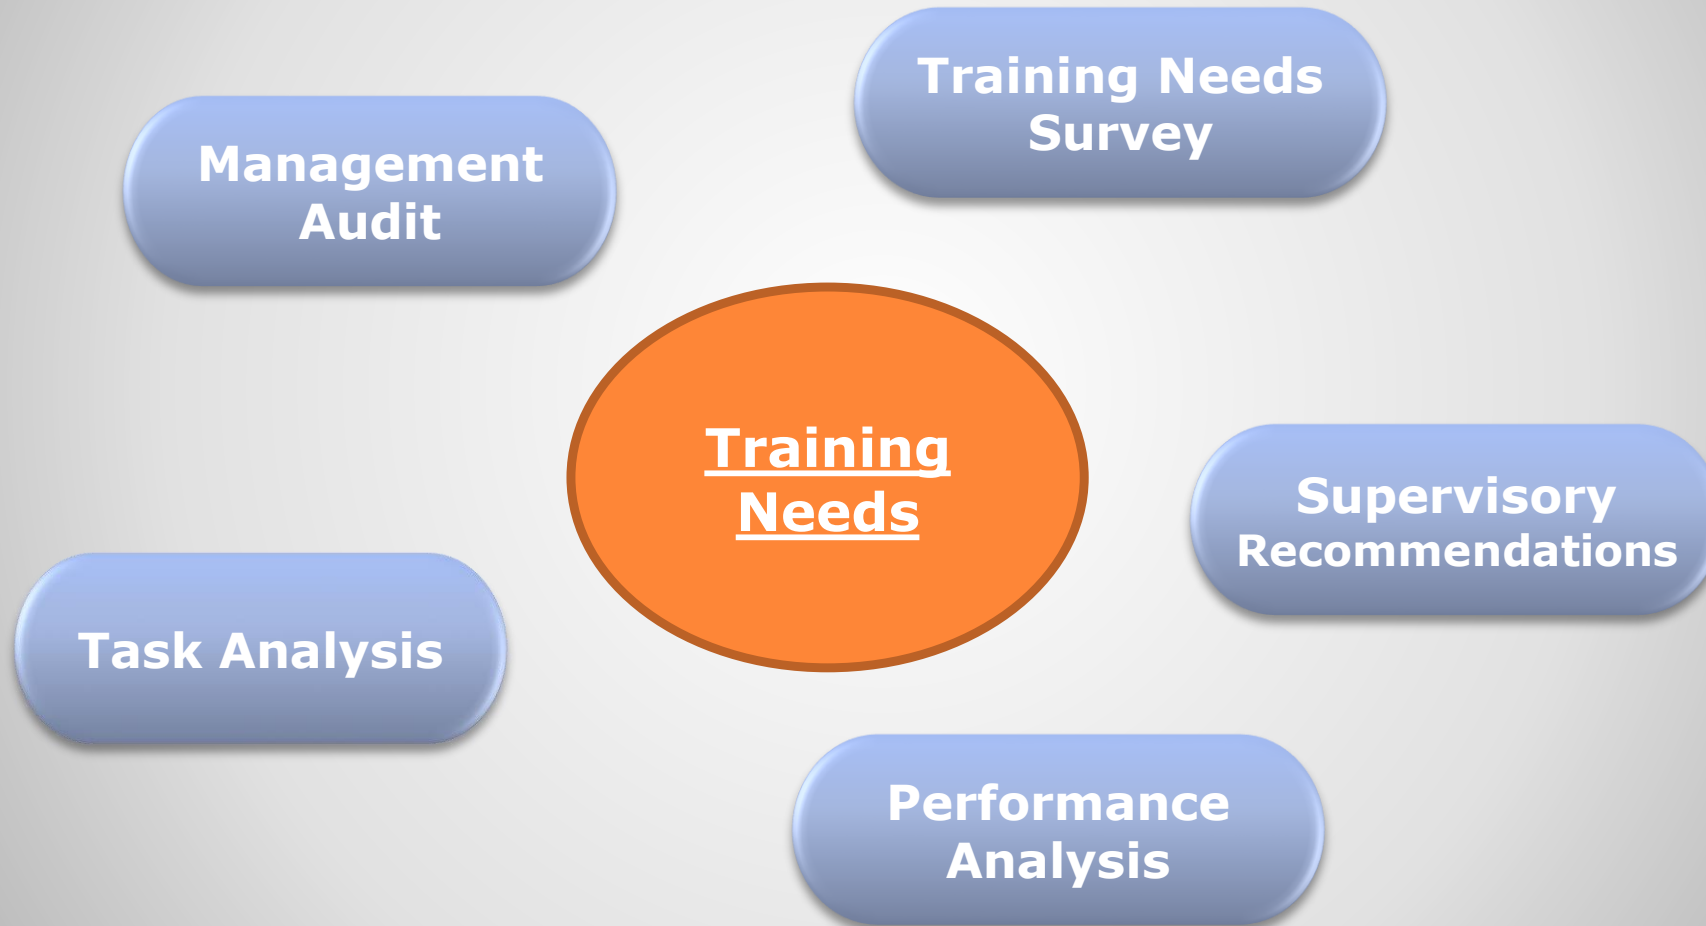 Training Needs
Survey
Management
Audit
Training
Needs
Supervisory
Recommendations
Task Analysis
Performance
Analysis